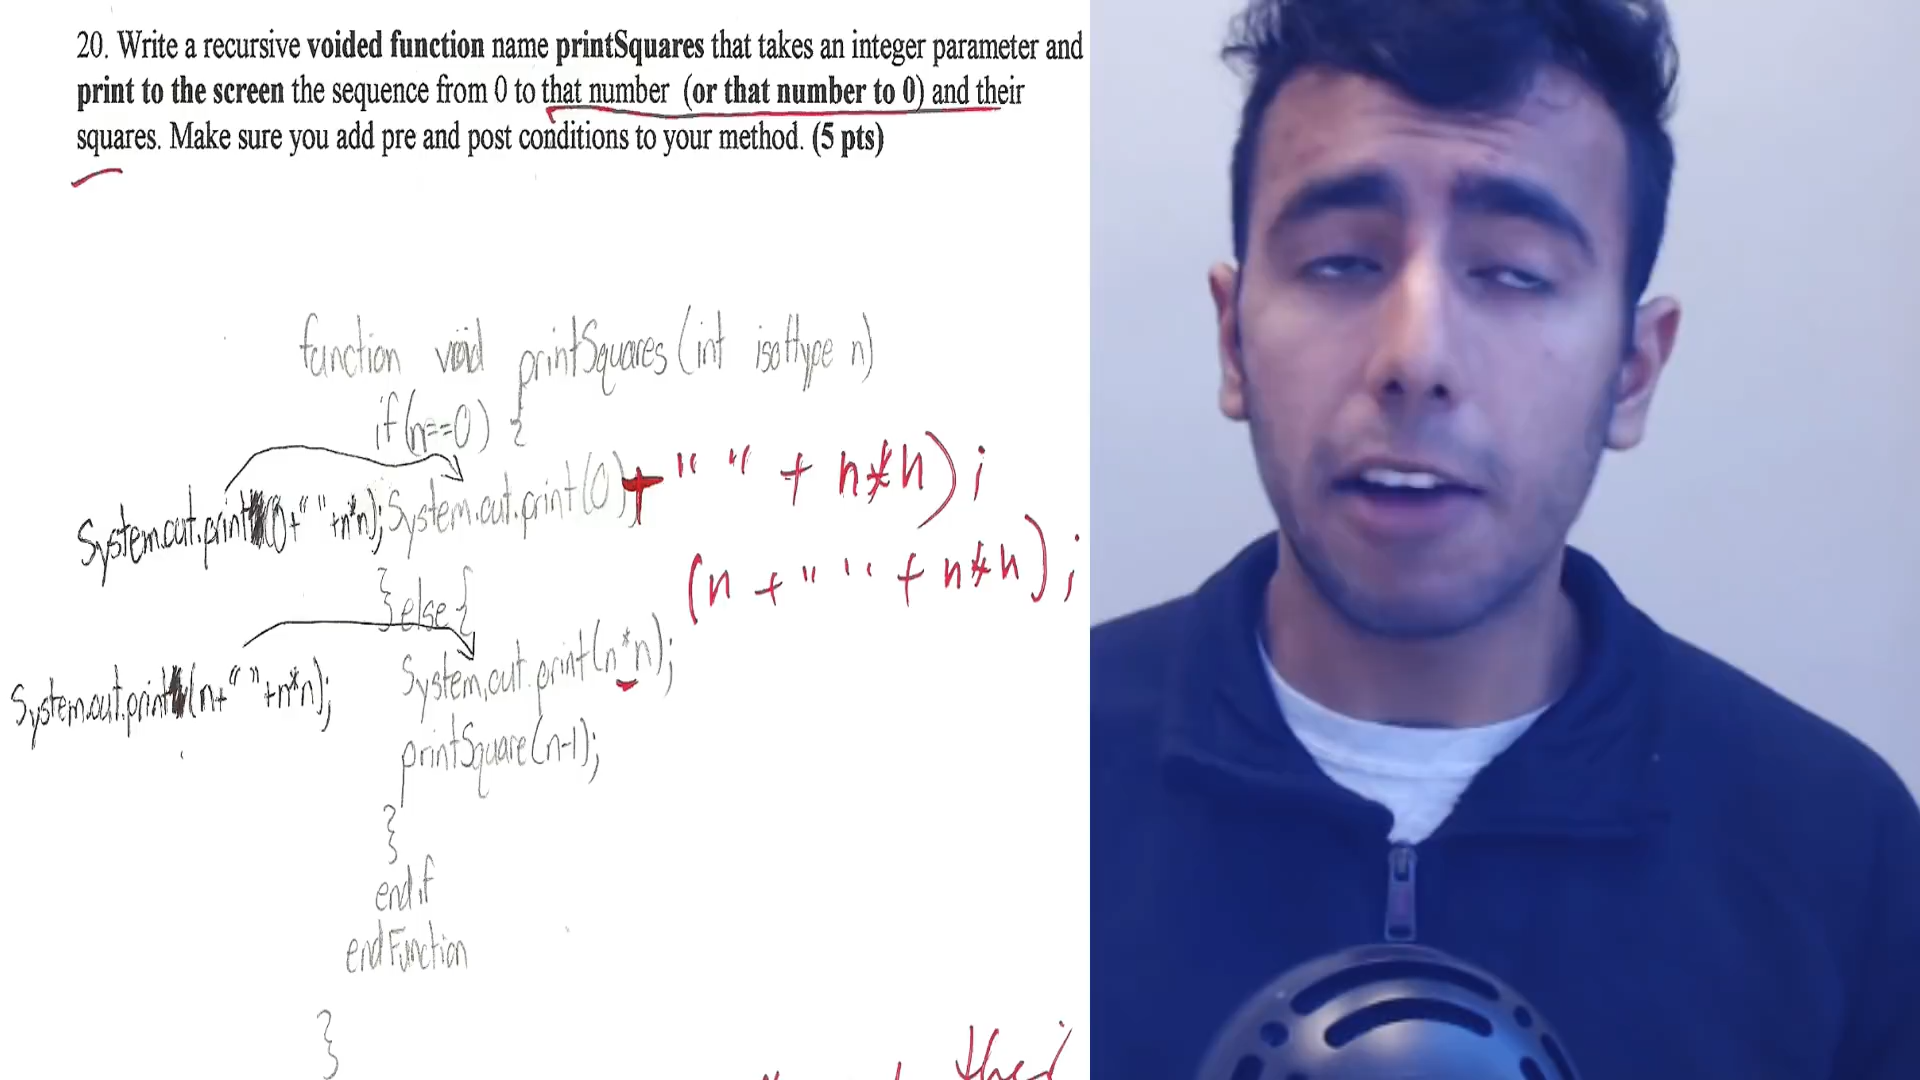 20. Write a recursive voided function name printSquares that takes an integer parameter and
print to the screen the sequence from 0 to that number (or that number to 0) and their
squares. Make sure you add pre and post conditions to your method. (5 pts)
function void printSquares (int isoftype n)
if (n==0) {
System.out.print(0) + " " + n*n);
System.out.print(0+" "+n*n);
} else {
(n + " " + n*n);
System.out.print(n*n);
System.out.print(n+" "+n*n);
printSquare(n-1);
}
endif
endFunction
}